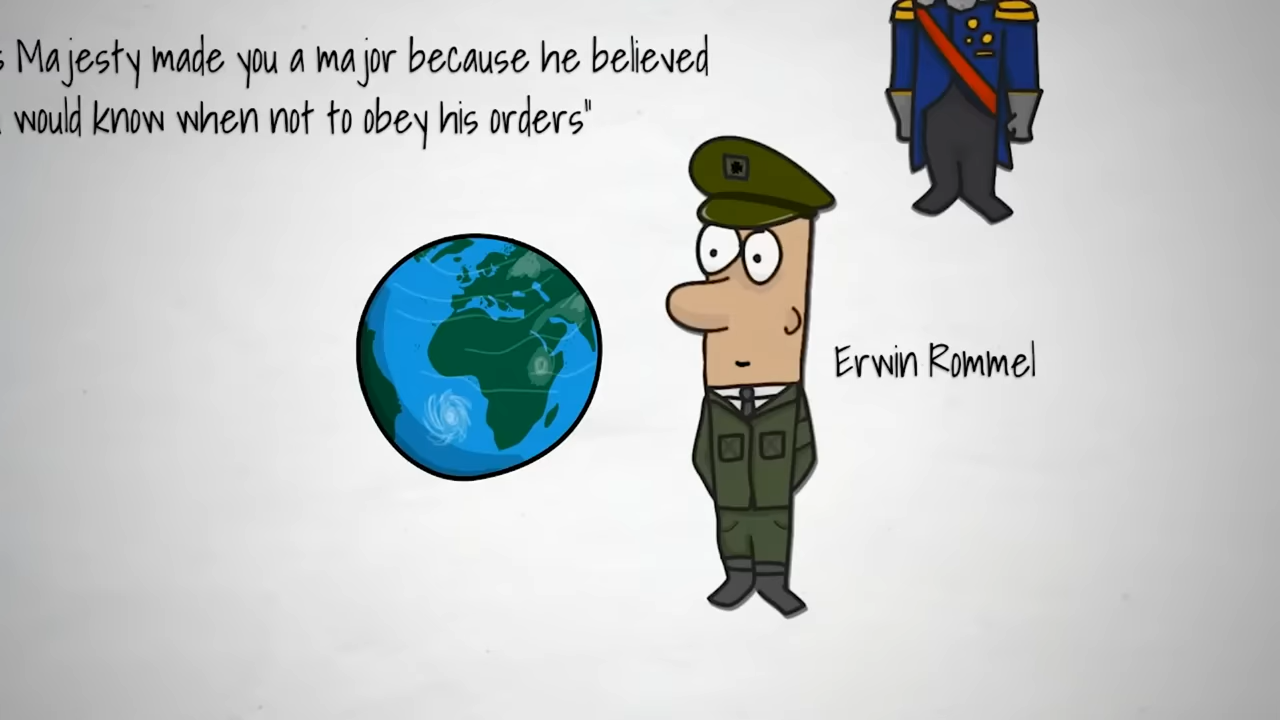 Majesty made you a major because he believed
would know when not to obey his orders"
Erwin Rommel